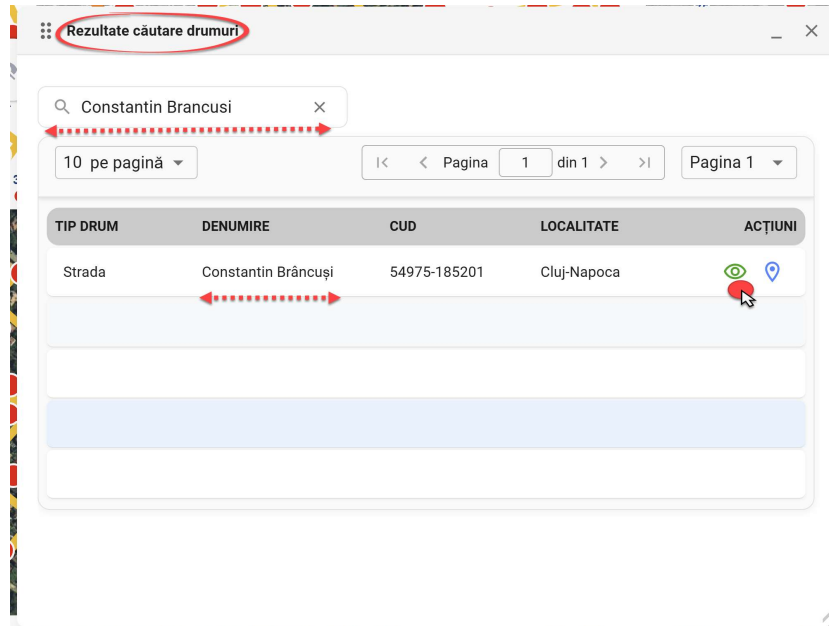 Rezultate căutare drumuri
Constantin Brancusi
10 pe pagină
Pagina 1 din 1
Pagina 1
TIP DRUM DENUMIRE CUD LOCALITATE ACȚIUNI
Strada Constantin Brâncuși 54975-185201 Cluj-Napoca